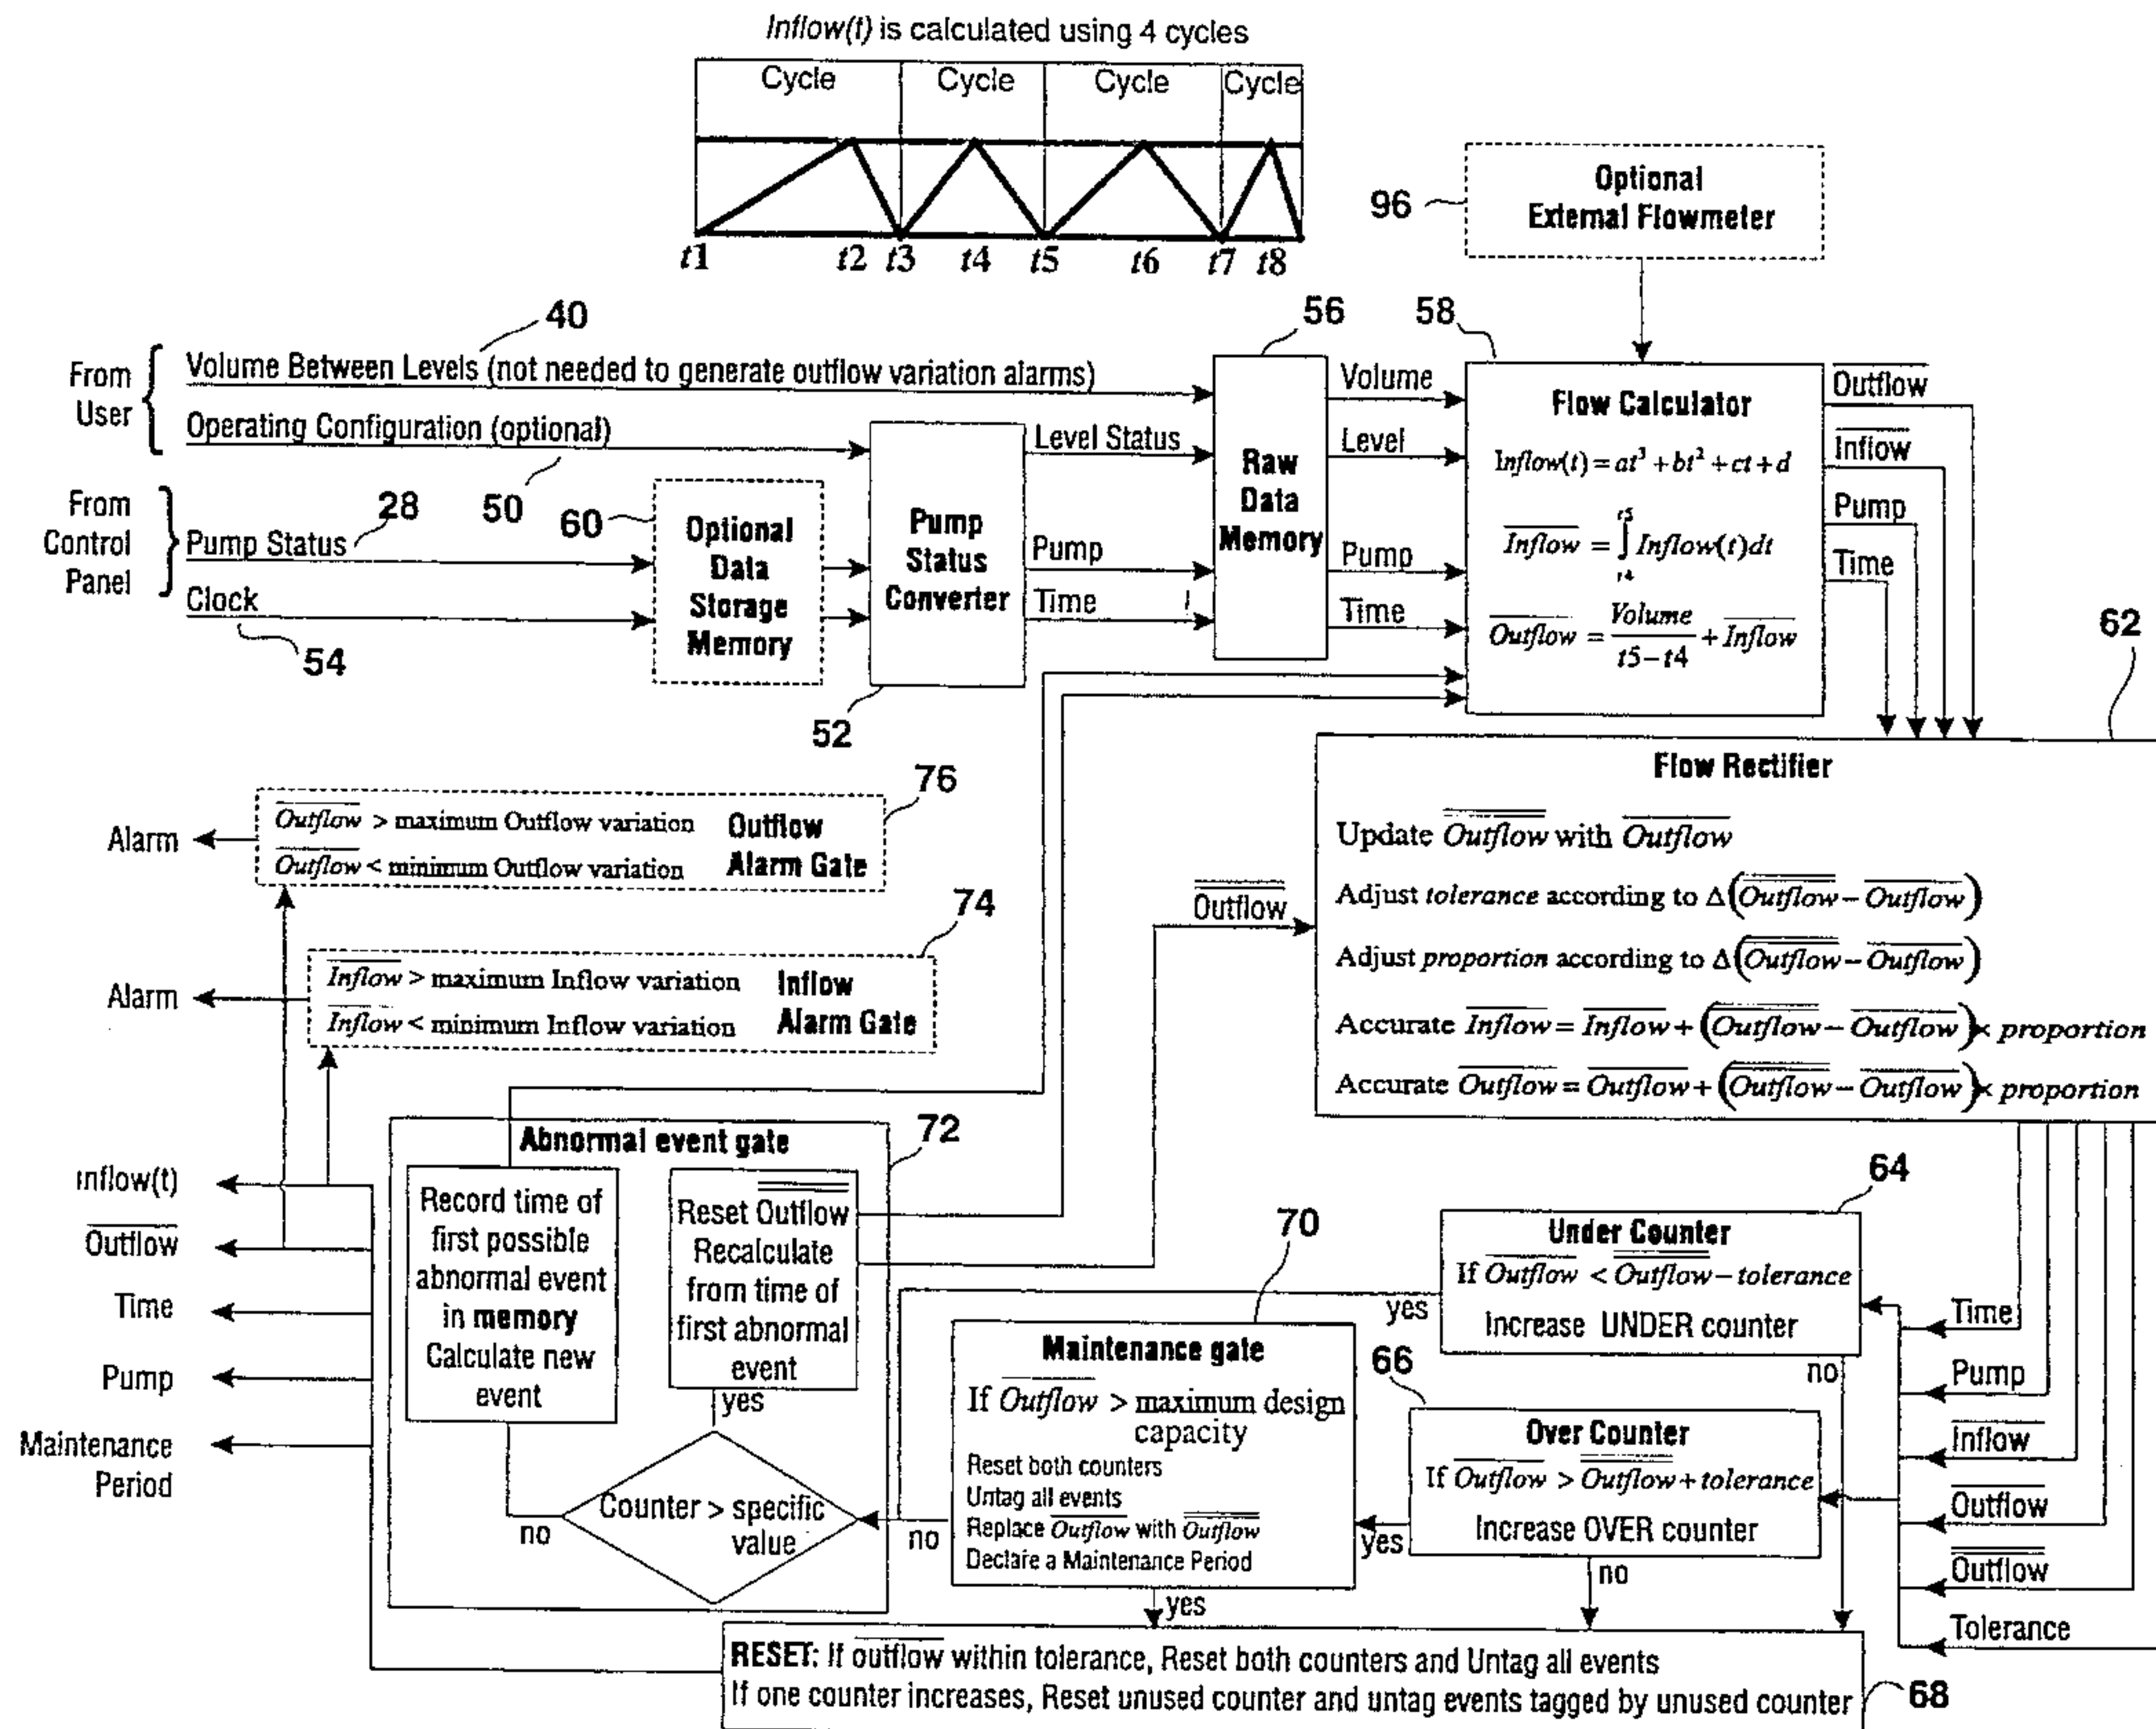 Inflow(t) is calculated using 4 cycles
Cycle Cycle Cycle Cycle
t1 t2 t3 t4 t5 t6 t7 t8
96
Optional
External Flowmeter
From
User
40
Volume Between Levels (not needed to generate outflow variation alarms)
Operating Configuration (optional)
50
From
Control
Panel
28
Pump Status
Clock
54
60
Optional
Data
Storage
Memory
Pump
Status
Converter
52
Level Status
Pump
Time
56
Raw
Data
Memory
Volume
Level
Pump
Time
58
Flow Calculator
Inflow(t) = at³ + bt² + ct + d
Inflow = ∫ t5 t4 Inflow(t)dt
Outflow = Volume / t5 – t4 + Inflow
Outflow
Inflow
Pump
Time
62
Flow Rectifier
Update Outflow with Outflow
Adjust tolerance according to Δ(Outflow – Outflow)
Adjust proportion according to Δ(Outflow – Outflow)
Accurate Inflow = Inflow + (Outflow – Outflow) × proportion
Accurate Outflow = Outflow + (Outflow – Outflow) × proportion
76
Alarm
Outflow > maximum Outflow variation
Outflow < minimum Outflow variation
Outflow
Alarm Gate
74
Alarm
Inflow > maximum Inflow variation
Inflow < minimum Inflow variation
Inflow
Alarm Gate
Outflow
72
Abnormal event gate
Record time of
first possible
abnormal event
in memory
Calculate new
event
Reset Outflow
Recalculate
from time of
first abnormal
event
yes
Counter > specific
value
no
no
Inflow(t)
Outflow
Time
Pump
Maintenance
Period
70
Maintenance gate
If Outflow > maximum design
capacity
Reset both counters
Untag all events
Replace Outflow with Outflow
Declare a Maintenance Period
yes
64
Under Counter
If Outflow < Outflow – tolerance
Increase UNDER counter
yes
no
66
Over Counter
If Outflow > Outflow + tolerance
Increase OVER counter
yes
no
Time
Pump
Inflow
Outflow
Outflow
Tolerance
RESET: If outflow within tolerance, Reset both counters and Untag all events
If one counter increases, Reset unused counter and untag events tagged by unused counter
68